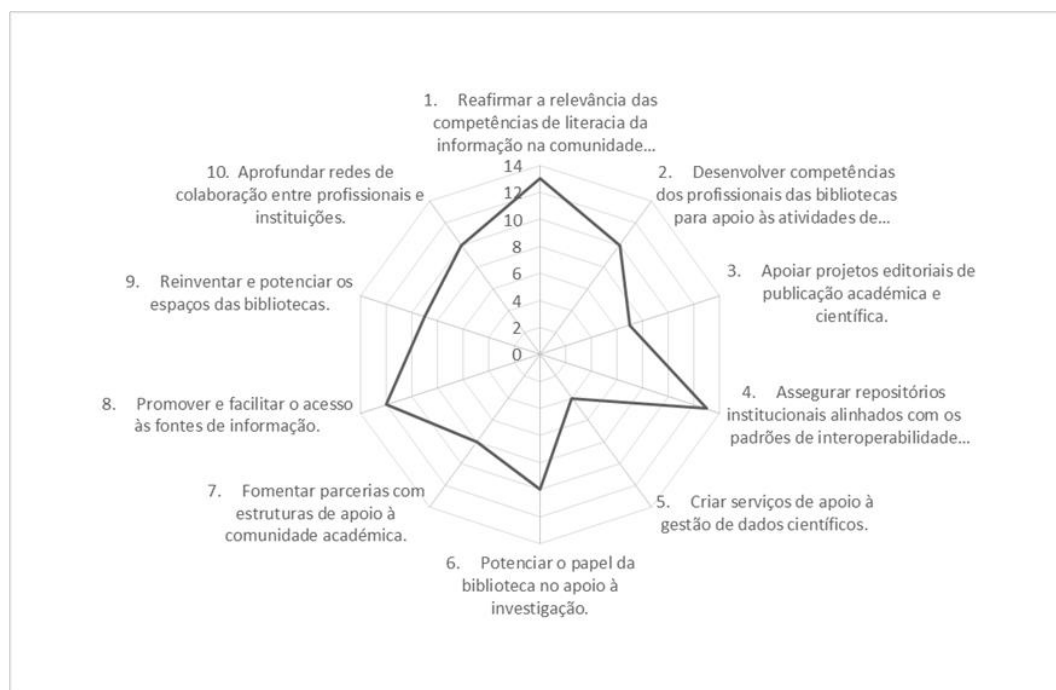 1. Reafirmar a relevância das
competências de literacia da
informação na comunidade...
2. Desenvolver competências
dos profissionais das bibliotecas
para apoio às atividades de...
3. Apoiar projetos editoriais de
publicação académica e
científica.
4. Assegurar repositórios
institucionais alinhados com os
padrões de interoperabilidade...
5. Criar serviços de apoio à
gestão de dados científicos.
6. Potenciar o papel da
biblioteca no apoio à
investigação.
7. Fomentar parcerias com
estruturas de apoio à
comunidade académica.
8. Promover e facilitar o acesso
às fontes de informação.
9. Reinventar e potenciar os
espaços das bibliotecas.
10. Aprofundar redes de
colaboração entre profissionais e
instituições.
14
12
10
8
6
4
2
0